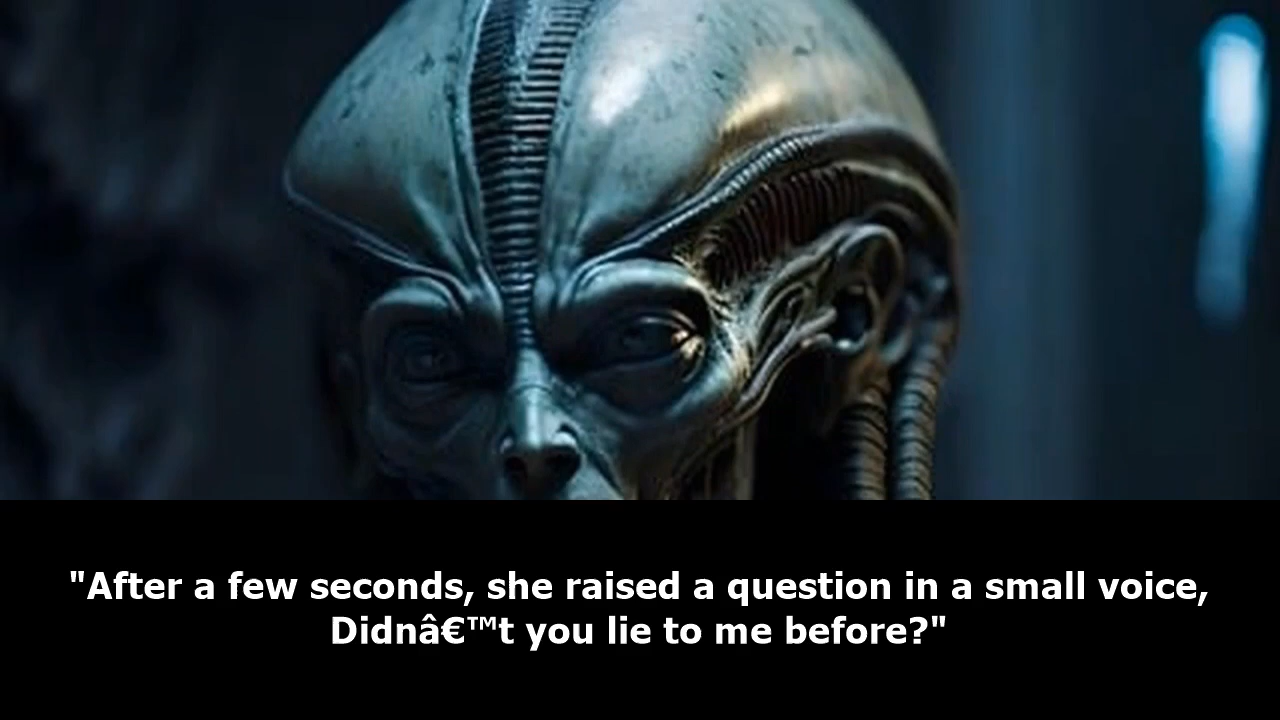 "After a few seconds, she raised a question in a small voice,
Didnâ€™t you lie to me before?"